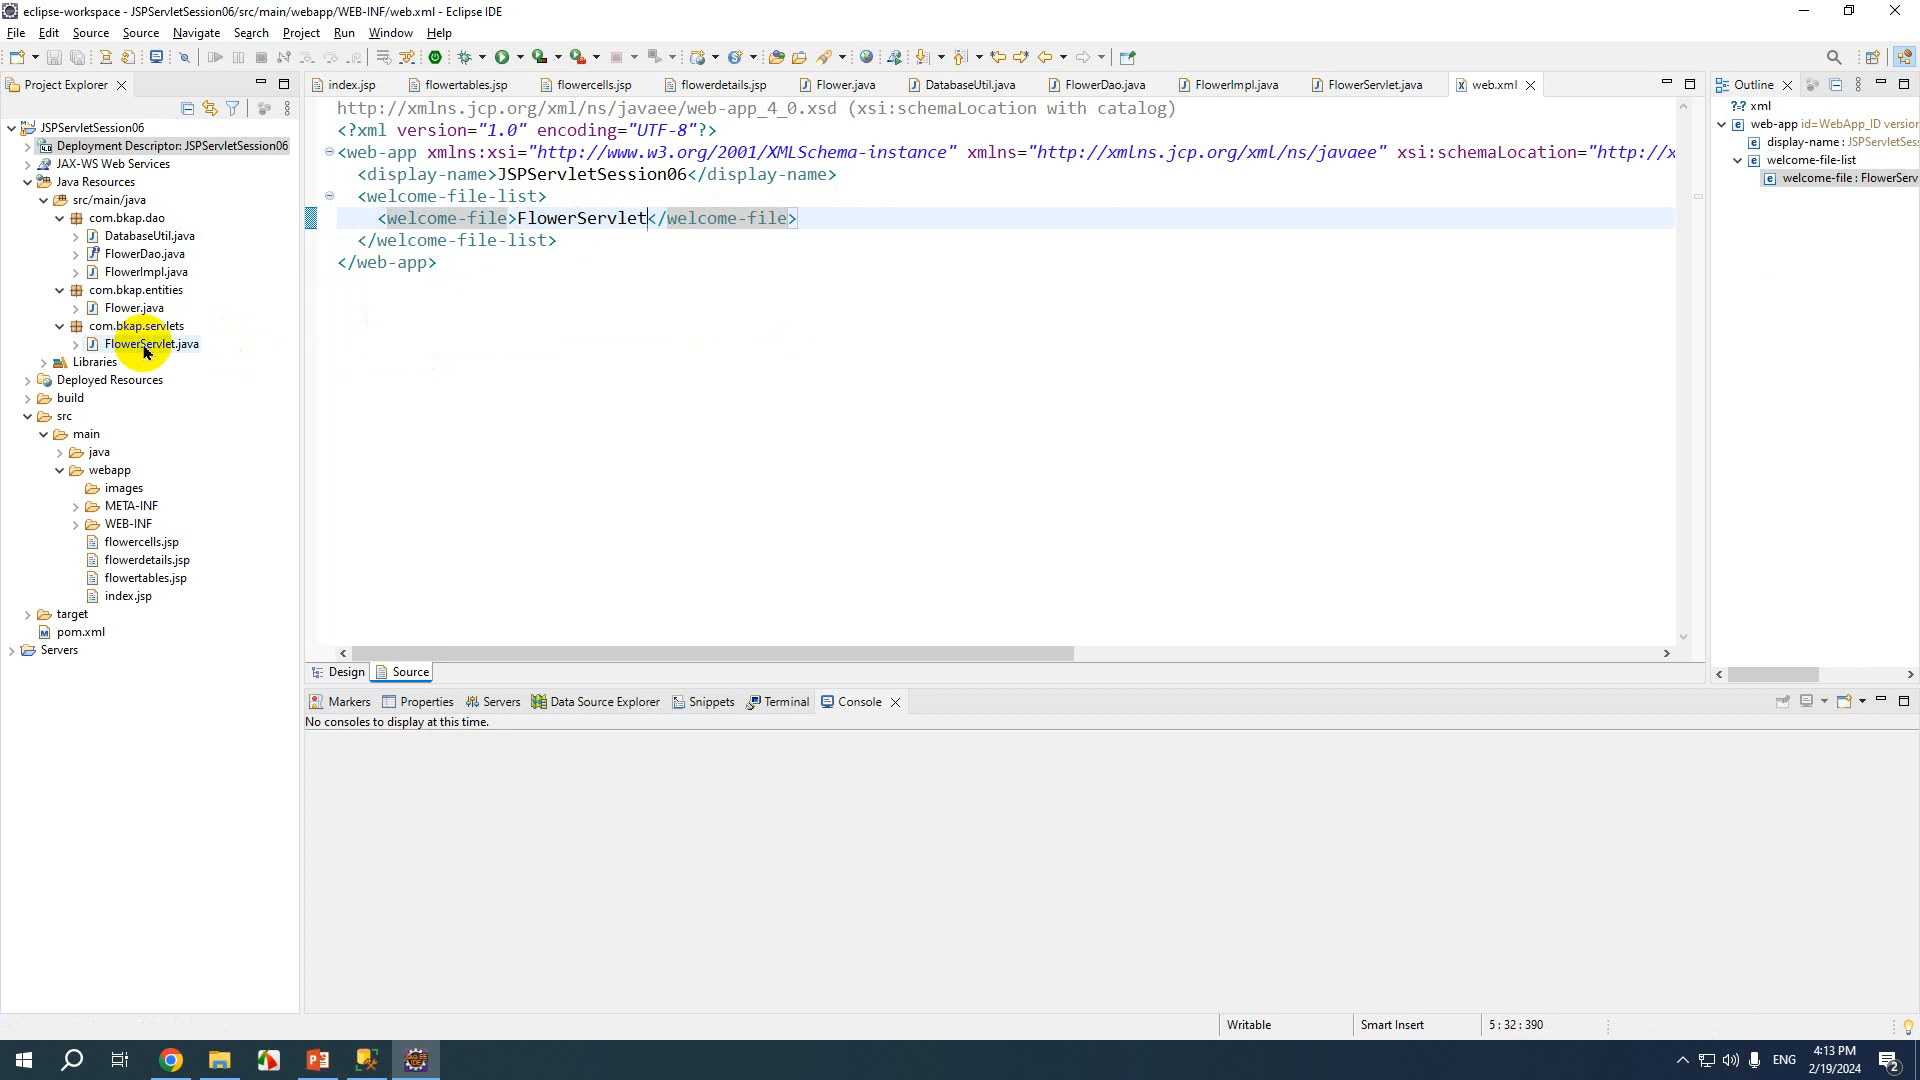 eclipse-workspace - JSPServletSession06/src/main/webapp/WEB-INF/web.xml - Eclipse IDE
File Edit Source Source Navigate Search Project Run Window Help
Project Explorer
index.jsp flowertables.jsp flowercells.jsp flowerdetails.jsp Flower.java DatabaseUtil.java FlowerDao.java FlowerImpl.java FlowerServlet.java web.xml
Outline
JSPServletSession06
Deployment Descriptor: JSPServletSession06
JAX-WS Web Services
Java Resources
src/main/java
com.bkap.dao
DatabaseUtil.java
FlowerDao.java
FlowerImpl.java
com.bkap.entities
Flower.java
com.bkap.servlets
FlowerServlet.java
Libraries
Deployed Resources
build
src
main
java
webapp
images
META-INF
WEB-INF
flowercells.jsp
flowerdetails.jsp
flowertables.jsp
index.jsp
target
pom.xml
Servers
http://xmlns.jcp.org/xml/ns/javaee/web-app_4_0.xsd (xsi:schemaLocation with catalog)
<?xml version="1.0" encoding="UTF-8"?>
<web-app xmlns:xsi="http://www.w3.org/2001/XMLSchema-instance" xmlns="http://xmlns.jcp.org/xml/ns/javaee" xsi:schemaLocation="http://x
<display-name>JSPServletSession06</display-name>
<welcome-file-list>
<welcome-file>FlowerServlet</welcome-file>
</welcome-file-list>
</web-app>
Design Source
xml
web-app id=WebApp_ID version
display-name : JSPServletSes
welcome-file-list
welcome-file : FlowerServ
Markers Properties Servers Data Source Explorer Snippets Terminal Console
No consoles to display at this time.
Writable Smart Insert 5 : 32 : 390
ENG
4:13 PM
2/19/2024
2